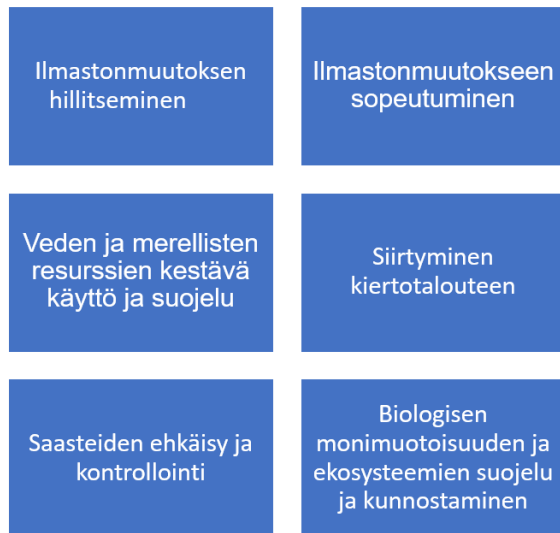 Ilmastonmuutoksen
hillitseminen
Ilmastonmuutokseen
sopeutuminen
Veden ja merellisten
resurssien kestävä
käyttö ja suojelu
Siirtyminen
kiertotalouteen
Saasteiden ehkäisy ja
kontrollointi
Biologisen
monimuotoisuuden ja
ekosysteemien suojelu
ja kunnostaminen